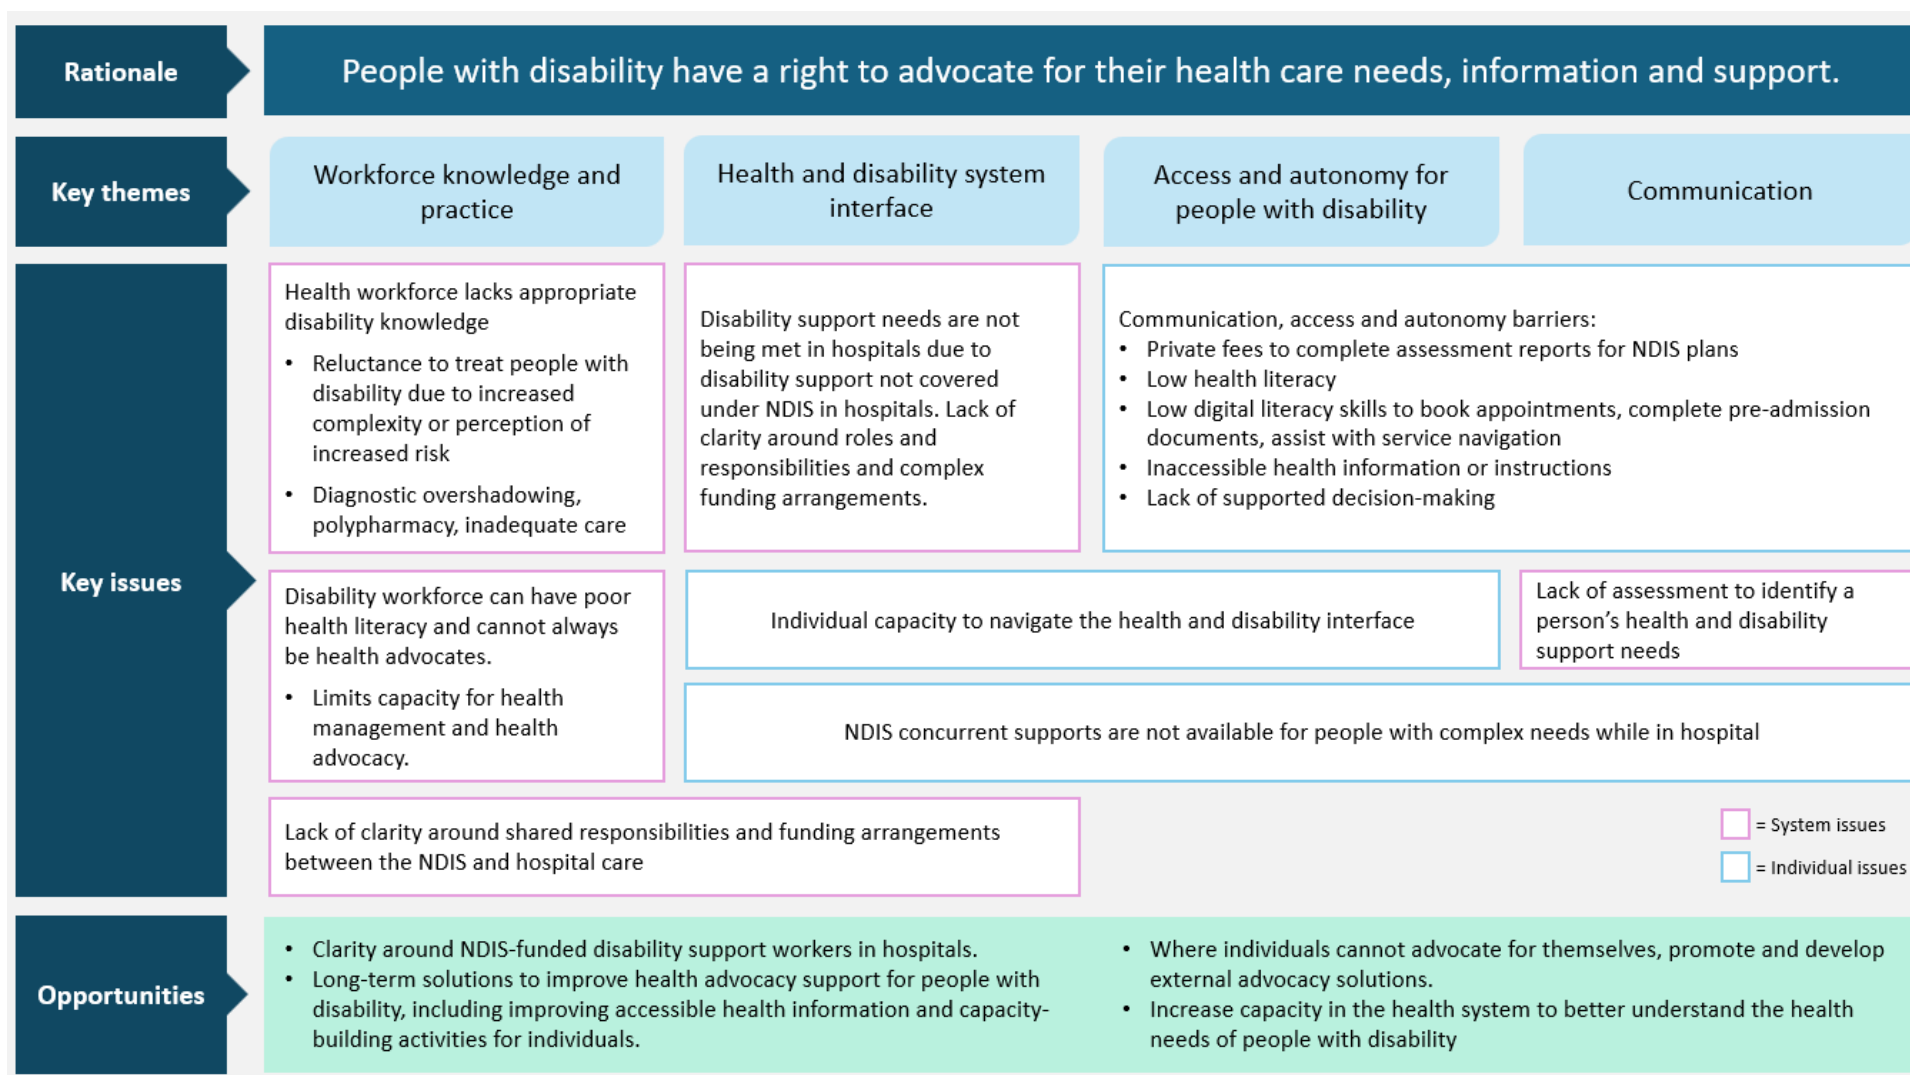 Rationale
People with disability have a right to advocate for their health care needs, information and support.
Key themes
Workforce knowledge and
practice
Health and disability system
interface
Access and autonomy for
people with disability
Communication
Key issues
Health workforce lacks appropriate
disability knowledge
• Reluctance to treat people with
disability due to increased
complexity or perception of
increased risk
• Diagnostic overshadowing,
polypharmacy, inadequate care
Disability support needs are not
being met in hospitals due to
disability support not covered
under NDIS in hospitals. Lack of
clarity around roles and
responsibilities and complex
funding arrangements.
Communication, access and autonomy barriers:
• Private fees to complete assessment reports for NDIS plans
• Low health literacy
• Low digital literacy skills to book appointments, complete pre-admission
documents, assist with service navigation
• Inaccessible health information or instructions
• Lack of supported decision-making
Disability workforce can have poor
health literacy and cannot always
be health advocates.
• Limits capacity for health
management and health
advocacy.
Individual capacity to navigate the health and disability interface
Lack of assessment to identify a
person’s health and disability
support needs
NDIS concurrent supports are not available for people with complex needs while in hospital
Lack of clarity around shared responsibilities and funding arrangements
between the NDIS and hospital care
= System issues
= Individual issues
Opportunities
• Clarity around NDIS-funded disability support workers in hospitals.
• Long-term solutions to improve health advocacy support for people with
disability, including improving accessible health information and capacity-
building activities for individuals.
• Where individuals cannot advocate for themselves, promote and develop
external advocacy solutions.
• Increase capacity in the health system to better understand the health
needs of people with disability